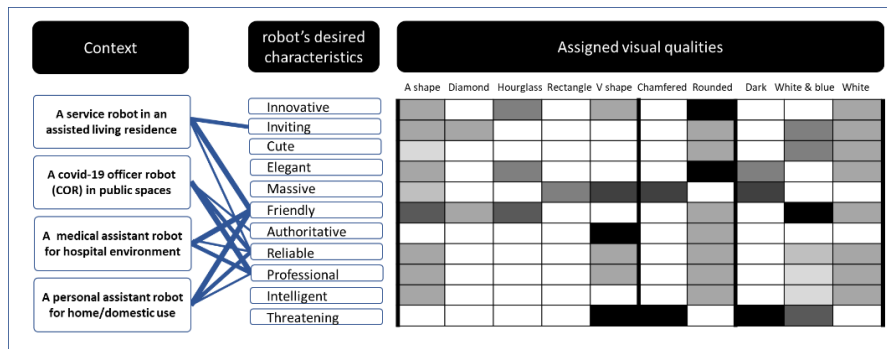 Context
robot's desired
characteristics
Assigned visual qualities
A shape Diamond Hourglass Rectangle V shape Chamfered Rounded Dark White & blue White
A service robot in an
assisted living residence
A covid-19 officer robot
(COR) in public spaces
A medical assistant robot
for hospital environment
A personal assistant robot
for home/domestic use
Innovative
Inviting
Cute
Elegant
Massive
Friendly
Authoritative
Reliable
Professional
Intelligent
Threatening